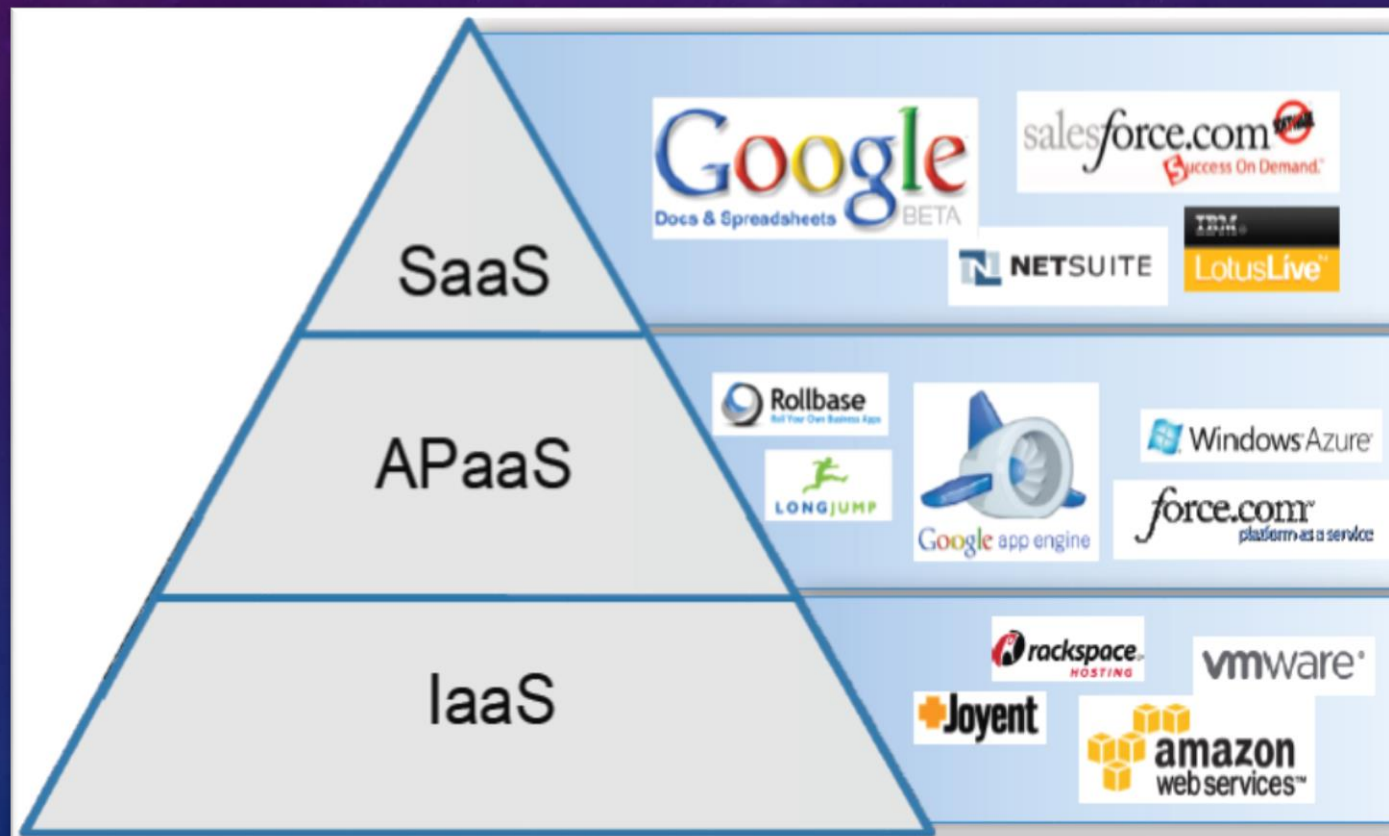 Google
Docs & Spreadsheets BETA
salesforce.com
Success On Demand.
NETSUITE
IBM
LotusLive
SaaS
Rollbase
Roll Your Own Business Apps
LONGJUMP
Google app engine
Windows Azure
force.com
platform as a service
APaaS
rackspace
HOSTING
vmware
Joyent
amazon
web services™
IaaS